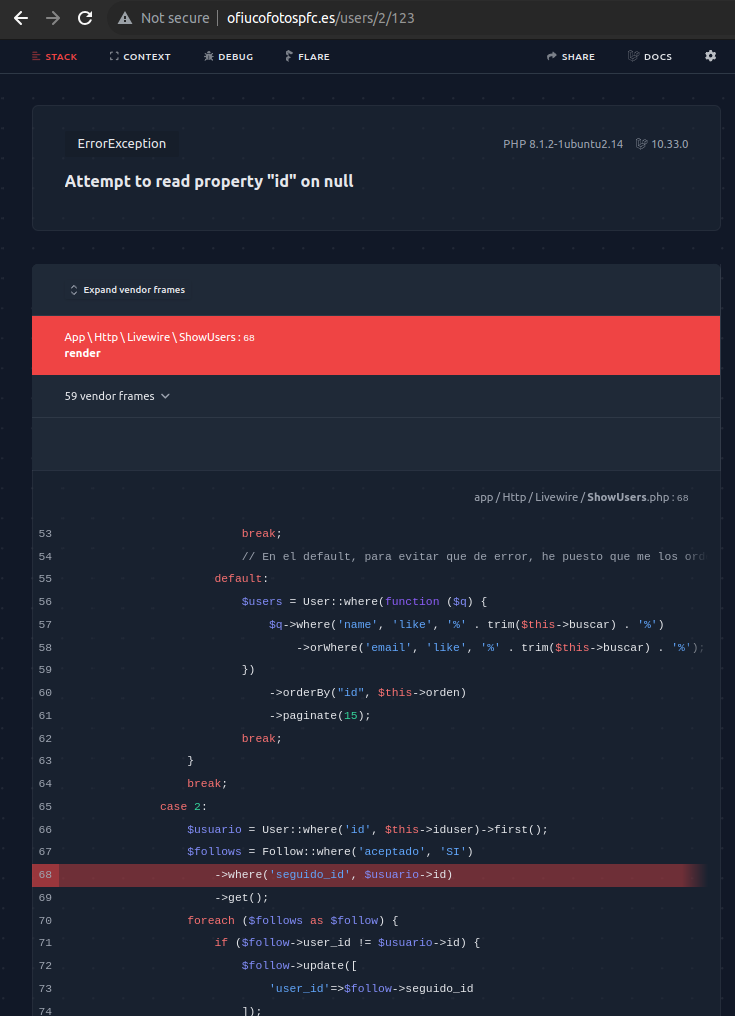 Not secure | ofiucofotospfc.es/users/2/123
STACK CONTEXT DEBUG FLARE SHARE DOCS
ErrorException
PHP 8.1.2-1ubuntu2.14 10.33.0
Attempt to read property "id" on null
Expand vendor frames
App\Http\Livewire\ShowUsers:68
render
59 vendor frames
app/Http/Livewire/ShowUsers.php:68
53 break;
54 // En el default, para evitar que de error, he puesto que me los ord
55 default:
56 $users = User::where(function ($q) {
57 $q->where('name', 'like', '%' . trim($this->buscar) . '%')
58 ->orWhere('email', 'like', '%' . trim($this->buscar) . '%');
59 })
60 ->orderBy("id", $this->orden)
61 ->paginate(15);
62 break;
63 }
64 break;
65 case 2:
66 $usuario = User::where('id', $this->iduser)->first();
67 $follows = Follow::where('aceptado', 'SI')
68 ->where('seguido_id', $usuario->id)
69 ->get();
70 foreach ($follows as $follow) {
71 if ($follow->user_id != $usuario->id) {
72 $follow->update([
73 'user_id'=>$follow->seguido_id
74 ]);